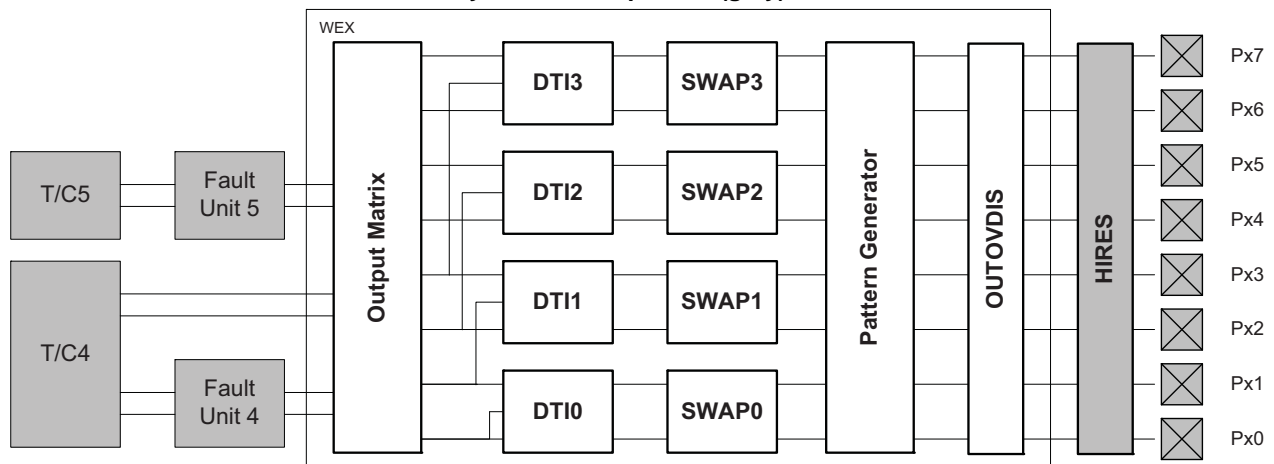 WEX
T/C5
Fault
Unit 5
T/C4
Fault
Unit 4
Output Matrix
DTI3
SWAP3
DTI2
SWAP2
DTI1
SWAP1
DTI0
SWAP0
Pattern Generator
OUTOVDIS
HIRES
Px7
Px6
Px5
Px4
Px3
Px2
Px1
Px0